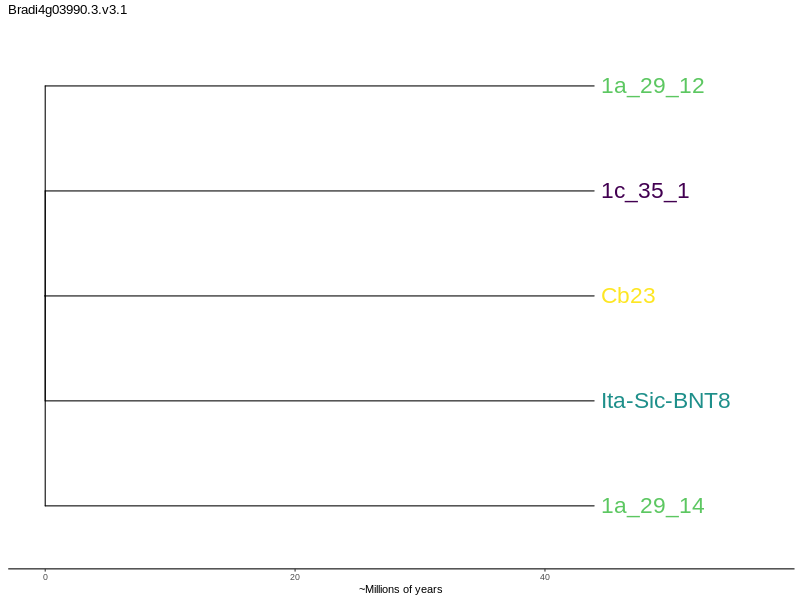 Bradi4g03990.3.v3.1
1a_29_12
1c_35_1
Cb23
Ita-Sic-BNT8
1a_29_14
0 20 40
~Millions of years